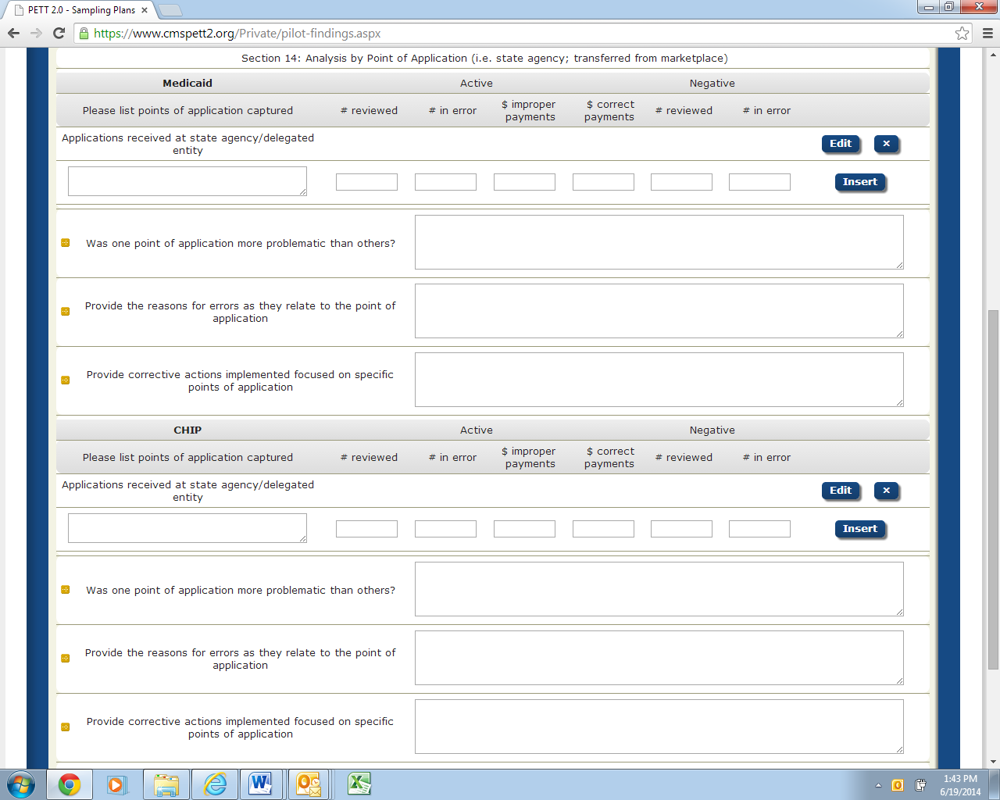 PETT 2.0 - Sampling Plans
https://www.cmspett2.org/Private/pilot-findings.aspx
Section 14: Analysis by Point of Application (i.e. state agency; transferred from marketplace)
Medicaid Active Negative
Please list points of application captured # reviewed # in error $ improper payments $ correct payments # reviewed # in error
Applications received at state agency/delegated
entity
Edit ×
Insert
Was one point of application more problematic than others?
Provide the reasons for errors as they relate to the point of
application
Provide corrective actions implemented focused on specific
points of application
CHIP Active Negative
Please list points of application captured # reviewed # in error $ improper payments $ correct payments # reviewed # in error
Applications received at state agency/delegated
entity
Edit ×
Insert
Was one point of application more problematic than others?
Provide the reasons for errors as they relate to the point of
application
Provide corrective actions implemented focused on specific
points of application
1:43 PM
6/19/2014